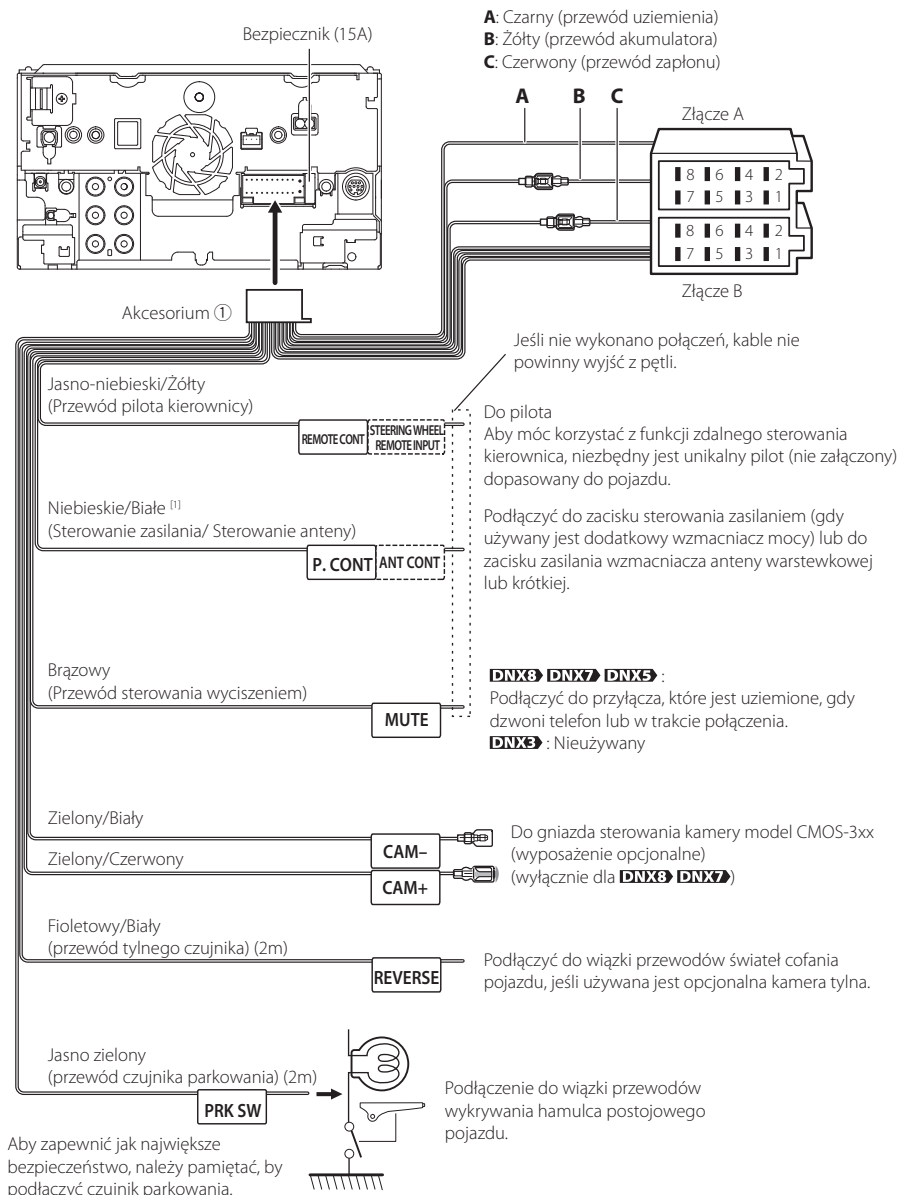 A: Czarny (przewód uziemienia)
B: Żółty (przewód akumulatora)
C: Czerwony (przewód zapłonu)
Bezpiecznik (15A)
A B C
Złącze A
8 6 4 2
7 5 3 1
8 6 4 2
7 5 3 1
Złącze B
Akcesorium ①
Jeśli nie wykonano połączeń, kable nie
powinny wyjść z pętli.
Jasno-niebieski/Żółty
(Przewód pilota kierownicy)
REMOTE CONT
STEERING WHEEL
REMOTE INPUT
Do pilota
Aby móc korzystać z funkcji zdalnego sterowania
kierownica, niezbędny jest unikalny pilot (nie załączony)
dopasowany do pojazdu.
Niebieskie/Białe [1]
(Sterowanie zasilania/ Sterowanie anteny)
P. CONT ANT CONT
Podłączyć do zacisku sterowania zasilaniem (gdy
używany jest dodatkowy wzmacniacz mocy) lub do
zacisku zasilania wzmacniacza anteny warstewkowej
lub krótkiej.
Brązowy
(Przewód sterowania wyciszeniem)
MUTE
DNX8 DNX7 DNX5 :
Podłączyć do przyłącza, które jest uziemione, gdy
dzwoni telefon lub w trakcie połączenia.
DNX3 : Nieużywany
Zielony/Biały
CAM–
Zielony/Czerwony
CAM+
Do gniazda sterowania kamery model CMOS-3xx
(wyposażenie opcjonalne)
(wyłącznie dla DNX8 DNX7)
Fioletowy/Biały
(przewód tylnego czujnika) (2m)
REVERSE
Podłączyć do wiązki przewodów świateł cofania
pojazdu, jeśli używana jest opcjonalna kamera tylna.
Jasno zielony
(przewód czujnika parkowania) (2m)
PRK SW
Podłączenie do wiązki przewodów
wykrywania hamulca postojowego
pojazdu.
Aby zapewnić jak największe
bezpieczeństwo, należy pamiętać, by
podłączyć czujnik parkowania.